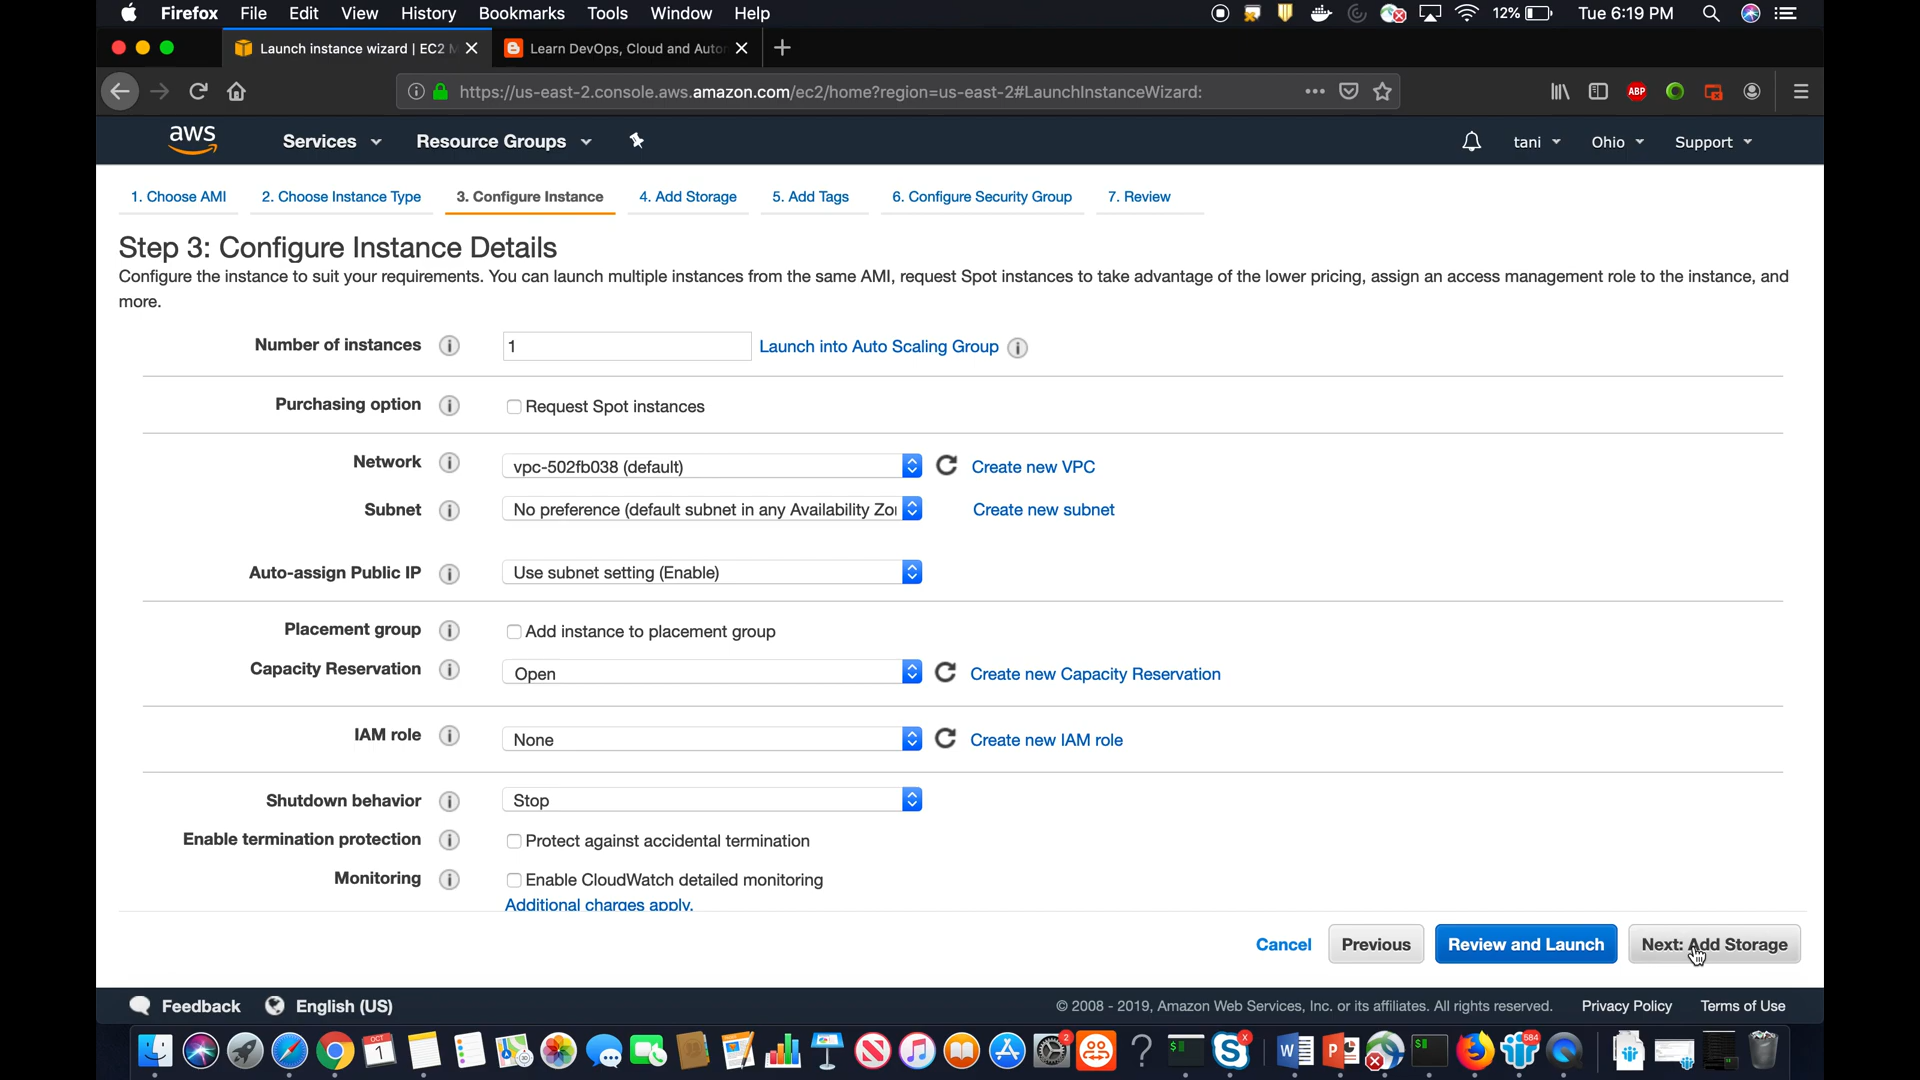 Firefox File Edit View History Bookmarks Tools Window Help 12% Tue 6:19 PM
Launch instance wizard | EC2 M
Learn DevOps, Cloud and Autor
https://us-east-2.console.aws.amazon.com/ec2/home?region=us-east-2#LaunchInstanceWizard:
ABP
aws Services Resource Groups tani Ohio Support
1. Choose AMI 2. Choose Instance Type 3. Configure Instance 4. Add Storage 5. Add Tags 6. Configure Security Group 7. Review
Step 3: Configure Instance Details
Configure the instance to suit your requirements. You can launch multiple instances from the same AMI, request Spot instances to take advantage of the lower pricing, assign an access management role to the instance, and
more.
Number of instances 1 Launch into Auto Scaling Group
Purchasing option Request Spot instances
Network vpc-502fb038 (default) Create new VPC
Subnet No preference (default subnet in any Availability Zo Create new subnet
Auto-assign Public IP Use subnet setting (Enable)
Placement group Add instance to placement group
Capacity Reservation Open Create new Capacity Reservation
IAM role None Create new IAM role
Shutdown behavior Stop
Enable termination protection Protect against accidental termination
Monitoring Enable CloudWatch detailed monitoring
Additional charges apply.
Cancel Previous Review and Launch Next: Add Storage
Feedback English (US) © 2008 - 2019, Amazon Web Services, Inc. or its affiliates. All rights reserved. Privacy Policy Terms of Use
OCT
1
2
584